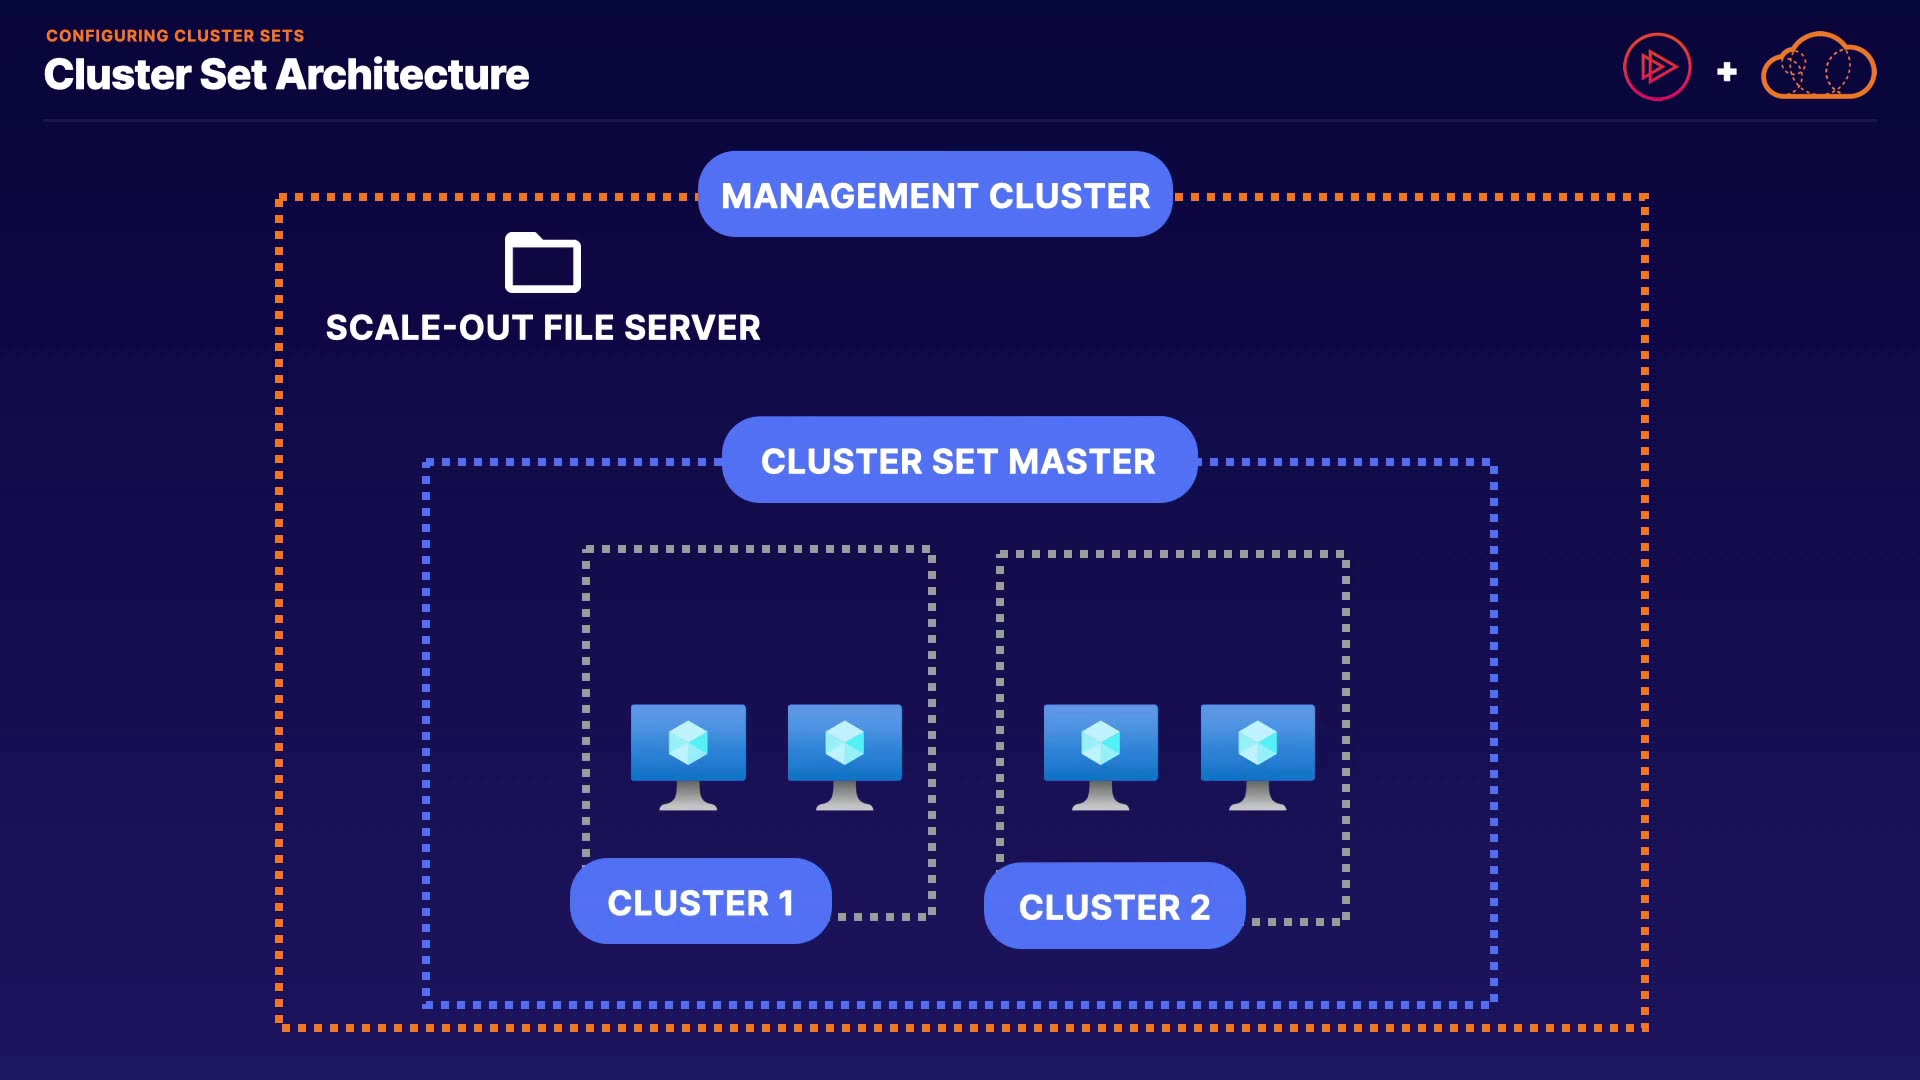 CONFIGURING CLUSTER SETS
Cluster Set Architecture
MANAGEMENT CLUSTER
SCALE-OUT FILE SERVER
CLUSTER SET MASTER
CLUSTER 1
CLUSTER 2